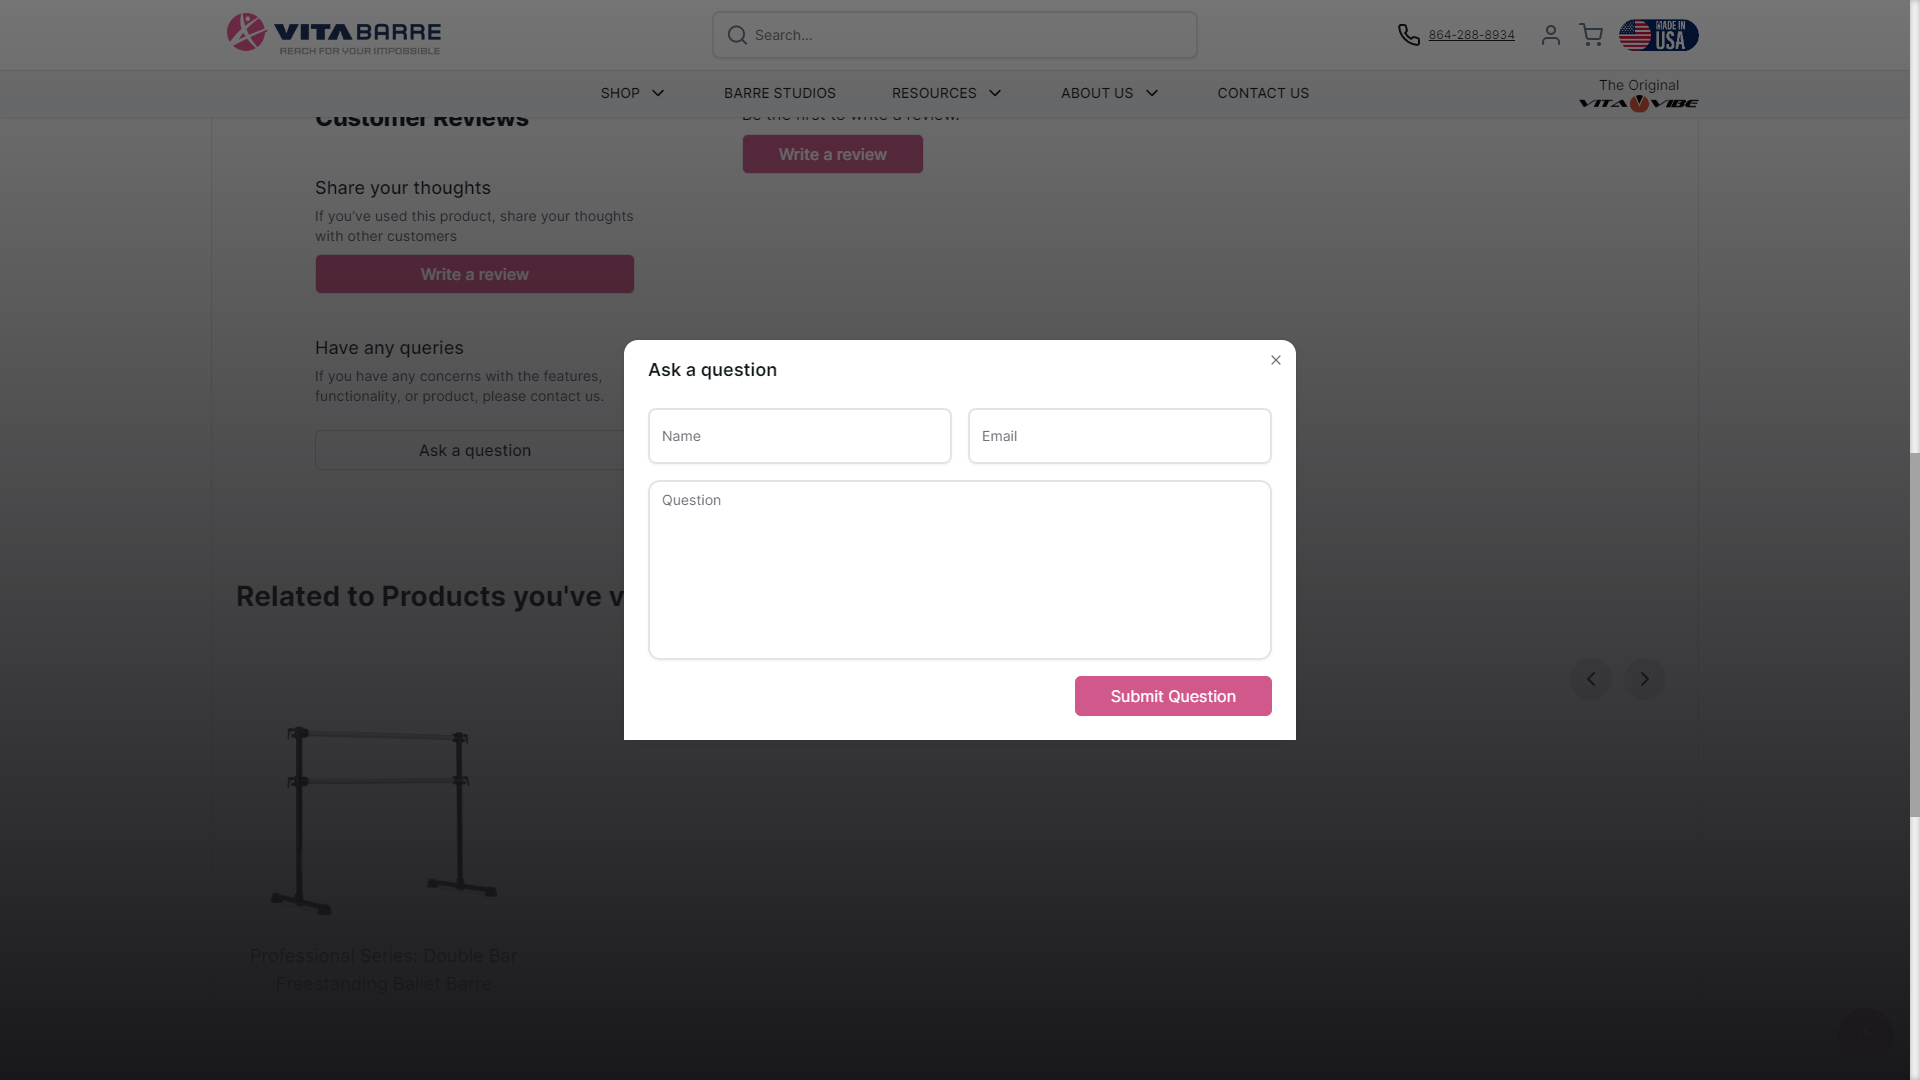 VITA BARRE
REACH FOR YOUR IMPOSSIBLE
Search...
864-288-8934
MADE IN
USA
SHOP
BARRE STUDIOS
RESOURCES
ABOUT US
CONTACT US
The Original
VITA VIBE
Customer Reviews
Be the first to write a review.
Write a review
Share your thoughts
If you've used this product, share your thoughts
with other customers
Write a review
Have any queries
If you have any concerns with the features,
functionality, or product, please contact us.
Ask a question
Ask a question
Name
Email
Question
Submit Question
Related to Products you've v
Professional Series: Double Bar
Freestanding Ballet Barre